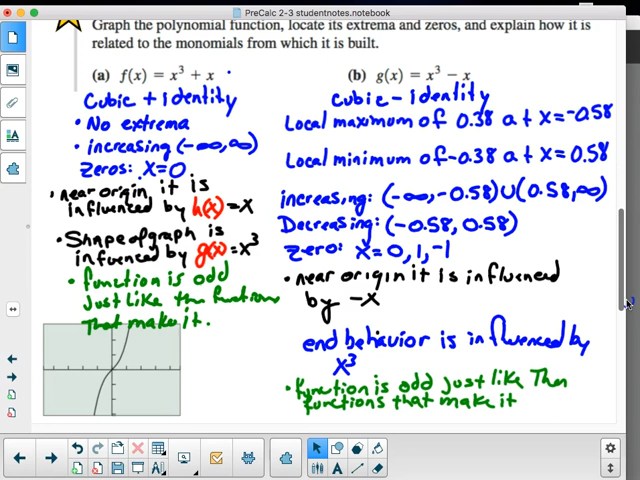 PreCalc 2-3 studentnotes.notebook
Graph the polynomial function, locate its extrema and zeros, and explain how it is
related to the monomials from which it is built.
(a) f(x) = x³ + x
Cubic + identity
• No extrema
• increasing (-∞, ∞)
Zeros: x=0
• near origin it is
influenced by h(x) = x
• Shape of graph is
influenced by g(x) = x³
• function is odd
Just like the functions
That make it.
(b) g(x) = x³ − x
Cubic - identity
Local maximum of 0.38 at x = -0.58
Local minimum of -0.38 at x = 0.58
increasing: (-∞, -0.58) ∪ (0.58, ∞)
Decreasing: (-0.58, 0.58)
Zero: x = 0, 1, -1
• near origin it is influenced
by -x
end behavior is influenced by
x³
• function is odd just like The
functions that make it